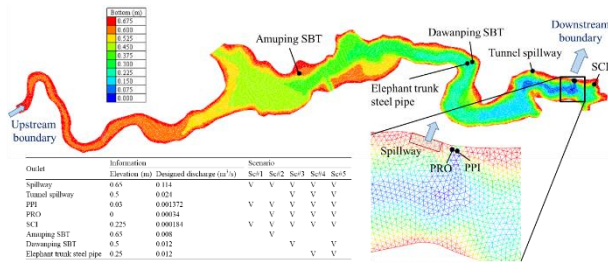 Bottom (m)
0.675
0.600
0.525
0.450
0.375
0.300
0.225
0.150
0.075
0.000
Amuping SBT
Dawanping SBT
Downstream
boundary
Tunnel spillway
SCI
Elephant trunk
steel pipe
Upstream
boundary
Spillway
PRO
PPI
Information Scenario
Outlet Elevation (m) Designed discharge (m³/s) Sc#1 Sc#2 Sc#3 Sc#4 Sc#5
Spillway 0.65 0.114 V V V V V
Tunnel spillway 0.5 0.024 V V V
PPI 0.05 0.001372 V V V V V
PRO 0 0.00034 V V V V
SCI 0.225 0.000184 V V V V V
Amuping SBT 0.65 0.008 V
Dawanping SBT 0.5 0.012 V V
Elephant trunk steel pipe 0.25 0.012 V V